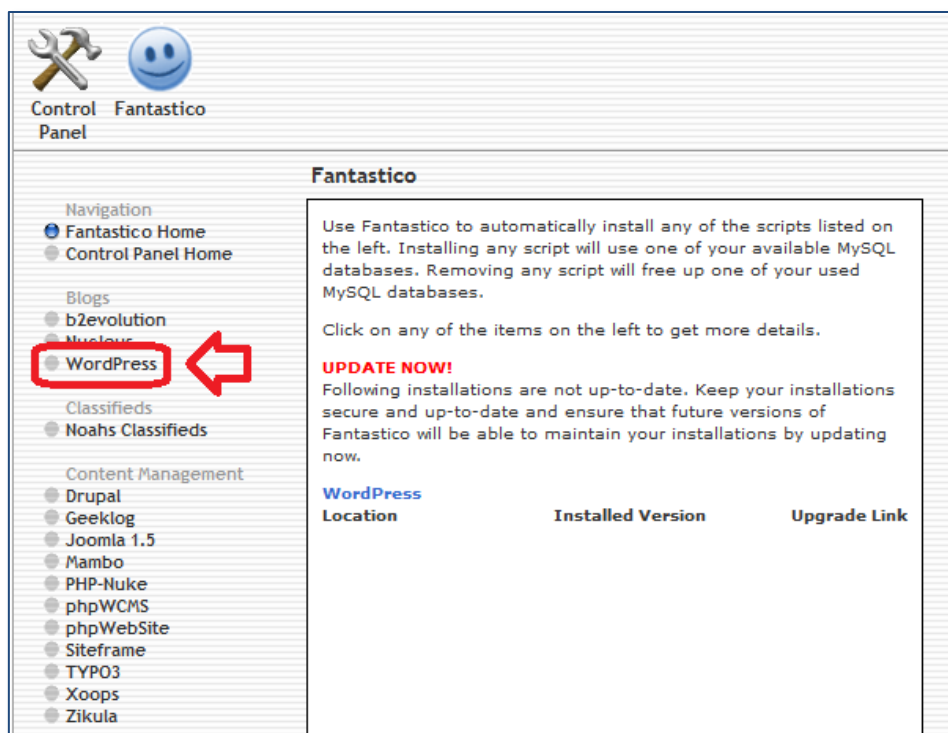 Control Fantastico
Panel
Fantastico
Navigation
Fantastico Home
Control Panel Home
Blogs
b2evolution
Nucleus
WordPress
Classifieds
Noahs Classifieds
Content Management
Drupal
Geeklog
Joomla 1.5
Mambo
PHP-Nuke
phpWCMS
phpWebSite
Siteframe
TYPO3
Xoops
Zikula
Use Fantastico to automatically install any of the scripts listed on
the left. Installing any script will use one of your available MySQL
databases. Removing any script will free up one of your used
MySQL databases.
Click on any of the items on the left to get more details.
UPDATE NOW!
Following installations are not up-to-date. Keep your installations
secure and up-to-date and ensure that future versions of
Fantastico will be able to maintain your installations by updating
now.
WordPress
Location Installed Version Upgrade Link